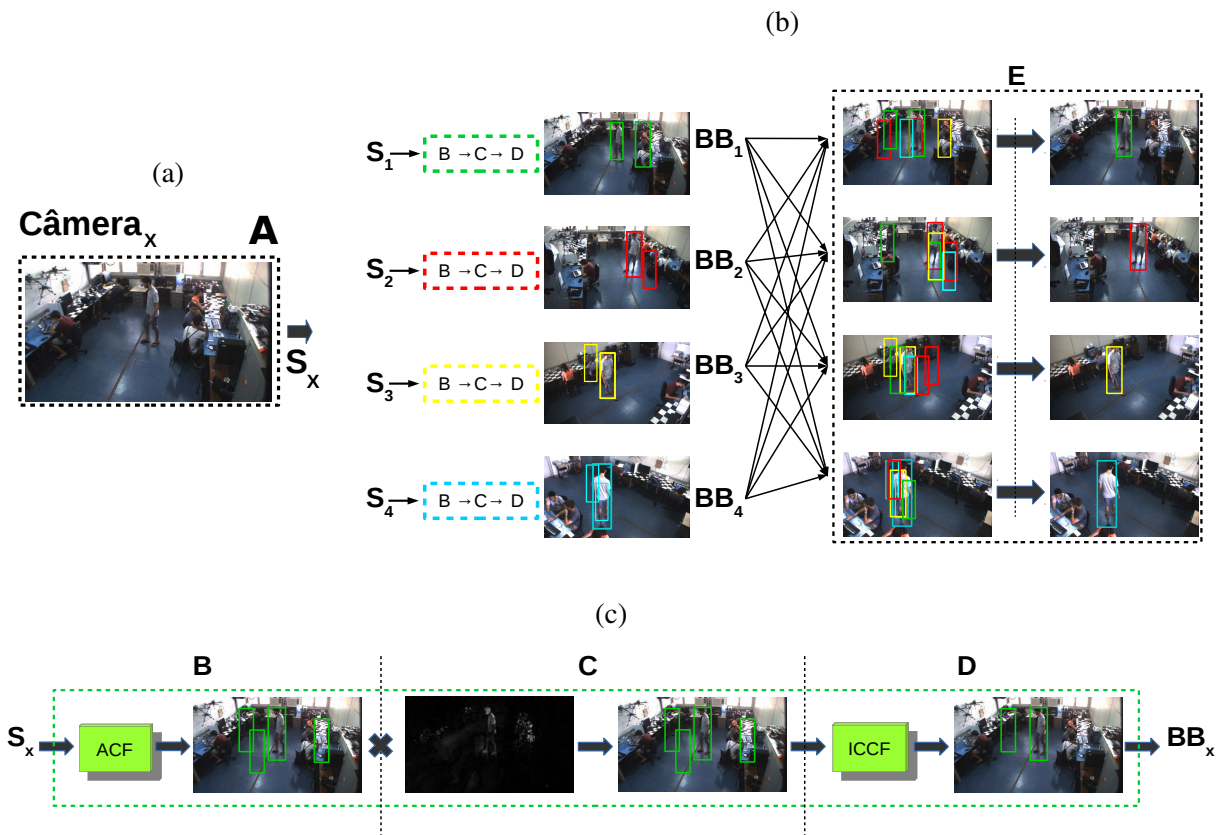 (a)
Câmera_X
A
S_X
(b)
S_1
B → C → D
BB_1
S_2
B → C → D
BB_2
S_3
B → C → D
BB_3
S_4
B → C → D
BB_4
E
(c)
B
C
D
S_x
ACF
ICCF
BB_x